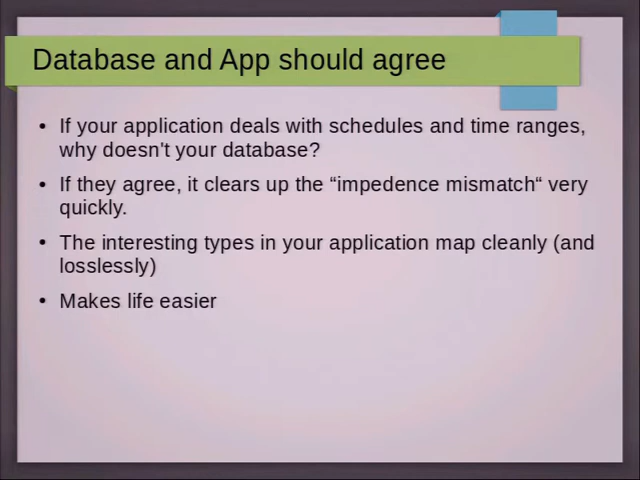 Database and App should agree
• If your application deals with schedules and time ranges,
why doesn't your database?
• If they agree, it clears up the “impedence mismatch“ very
quickly.
• The interesting types in your application map cleanly (and
losslessly)
• Makes life easier